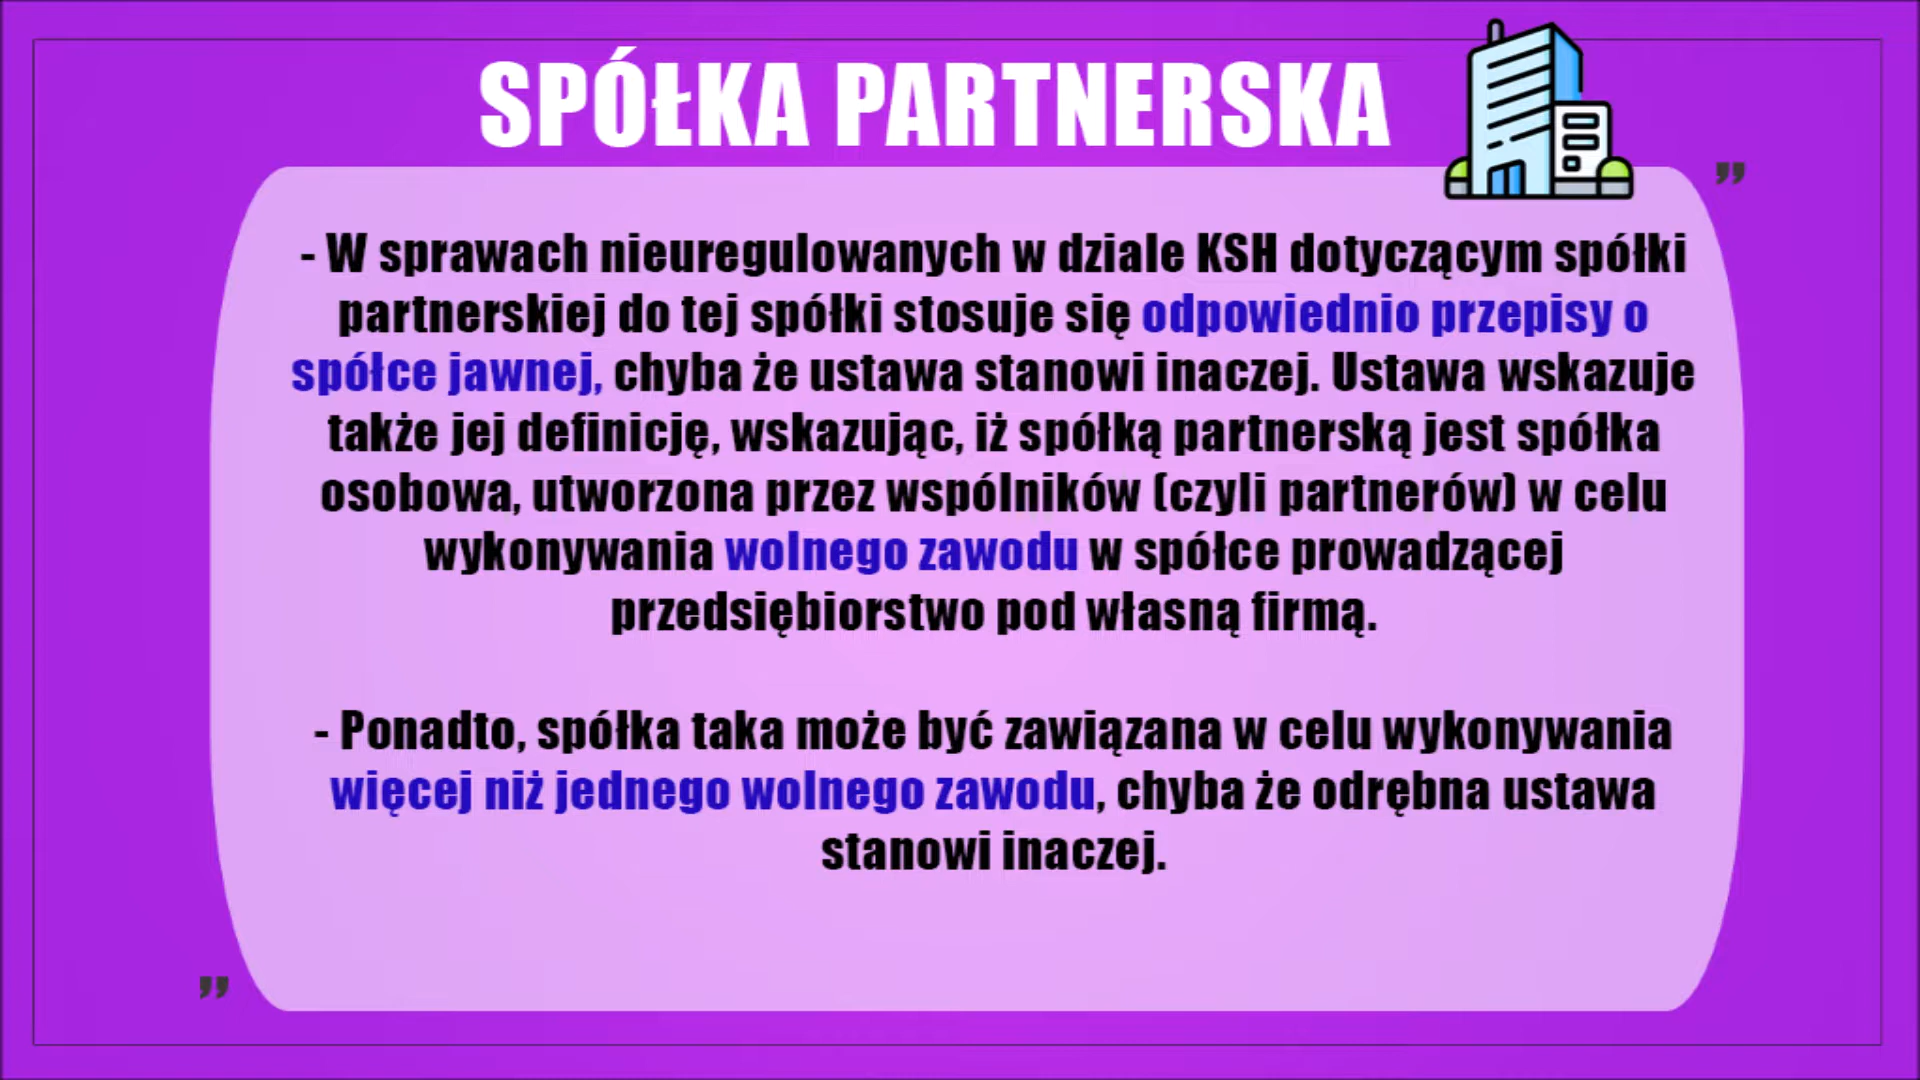 SPÓŁKA PARTNERSKA
”
- W sprawach nieuregulowanych w dziale KSH dotyczącym spółki
partnerskiej do tej spółki stosuje się odpowiednio przepisy o
spółce jawnej, chyba że ustawa stanowi inaczej. Ustawa wskazuje
także jej definicję, wskazując, iż spółką partnerską jest spółka
osobowa, utworzona przez wspólników (czyli partnerów) w celu
wykonywania wolnego zawodu w spółce prowadzącej
przedsiębiorstwo pod własną firmą.
- Ponadto, spółka taka może być zawiązana w celu wykonywania
więcej niż jednego wolnego zawodu, chyba że odrębna ustawa
stanowi inaczej.
”